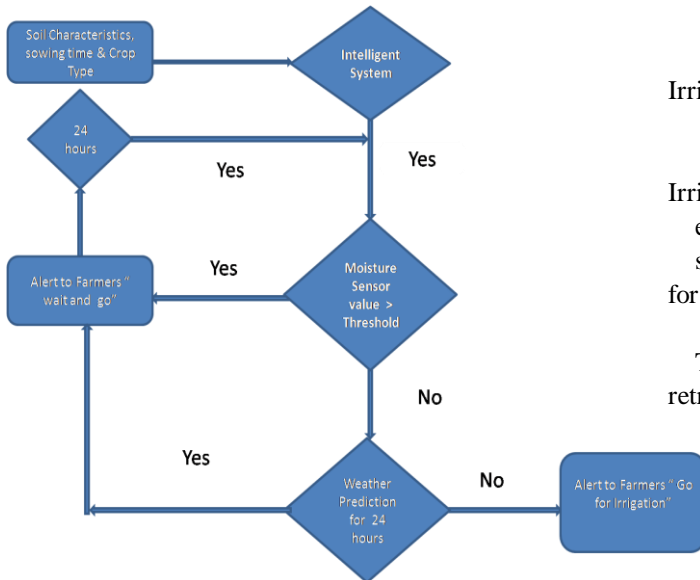 Soil Characteristics,
sowing time & Crop
Type
Intelligent
System
24
hours
Yes
Yes
Alert to Farmers “
wait and go”
Yes
Moisture
Sensor
value >
Threshold
No
Yes
Weather
Prediction
for 24
hours
No
Alert to Farmers “ Go
for Irrigation”
Irri
Irri
e
s
for
T
retr